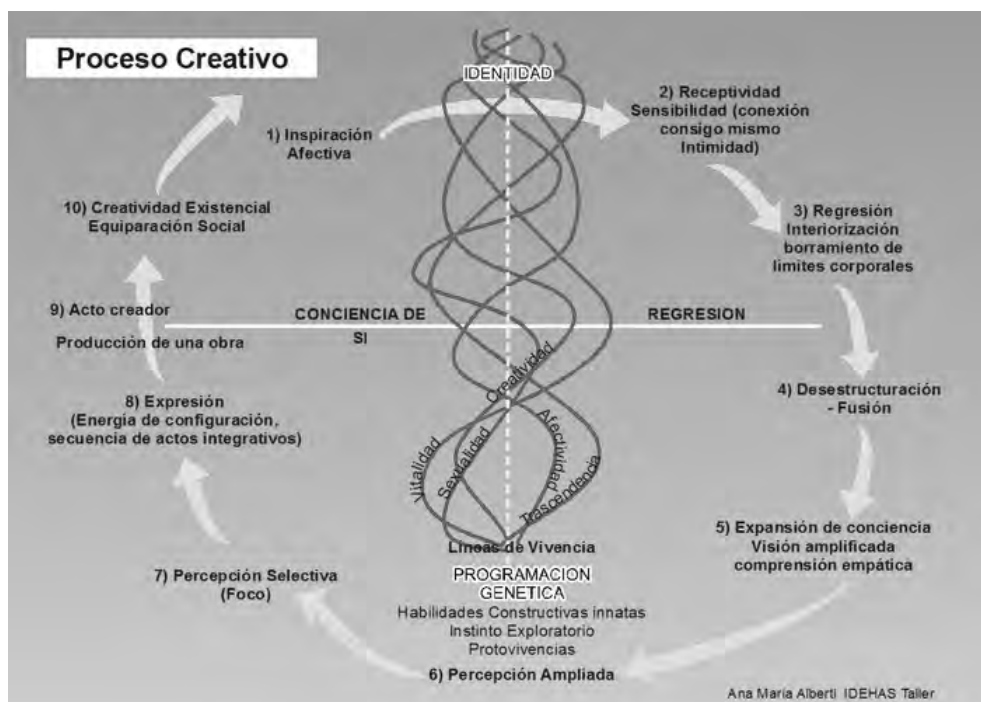 Proceso Creativo
IDENTIDAD
1) Inspiración
Afectiva
2) Receptividad
Sensibilidad (conexión
consigo mismo
Intimidad)
3) Regresión
Interiorización
borramiento de
limites corporales
4) Desestructuración
- Fusión
5) Expansión de conciencia
Visión amplificada
comprensión empática
6) Percepción Ampliada
7) Percepción Selectiva
(Foco)
8) Expresión
(Energía de configuración,
secuencia de actos integrativos)
9) Acto creador
Producción de una obra
10) Creatividad Existencial
Equiparación Social
CONCIENCIA DE
SI
REGRESION
Creatividad
Vitalidad
Sexualidad
Afectividad
Trascendencia
Líneas de Vivencia
PROGRAMACION
GENETICA
Habilidades Constructivas innatas
Instinto Exploratorio
Protovivencias
Ana María Alberti IDEHAS Taller